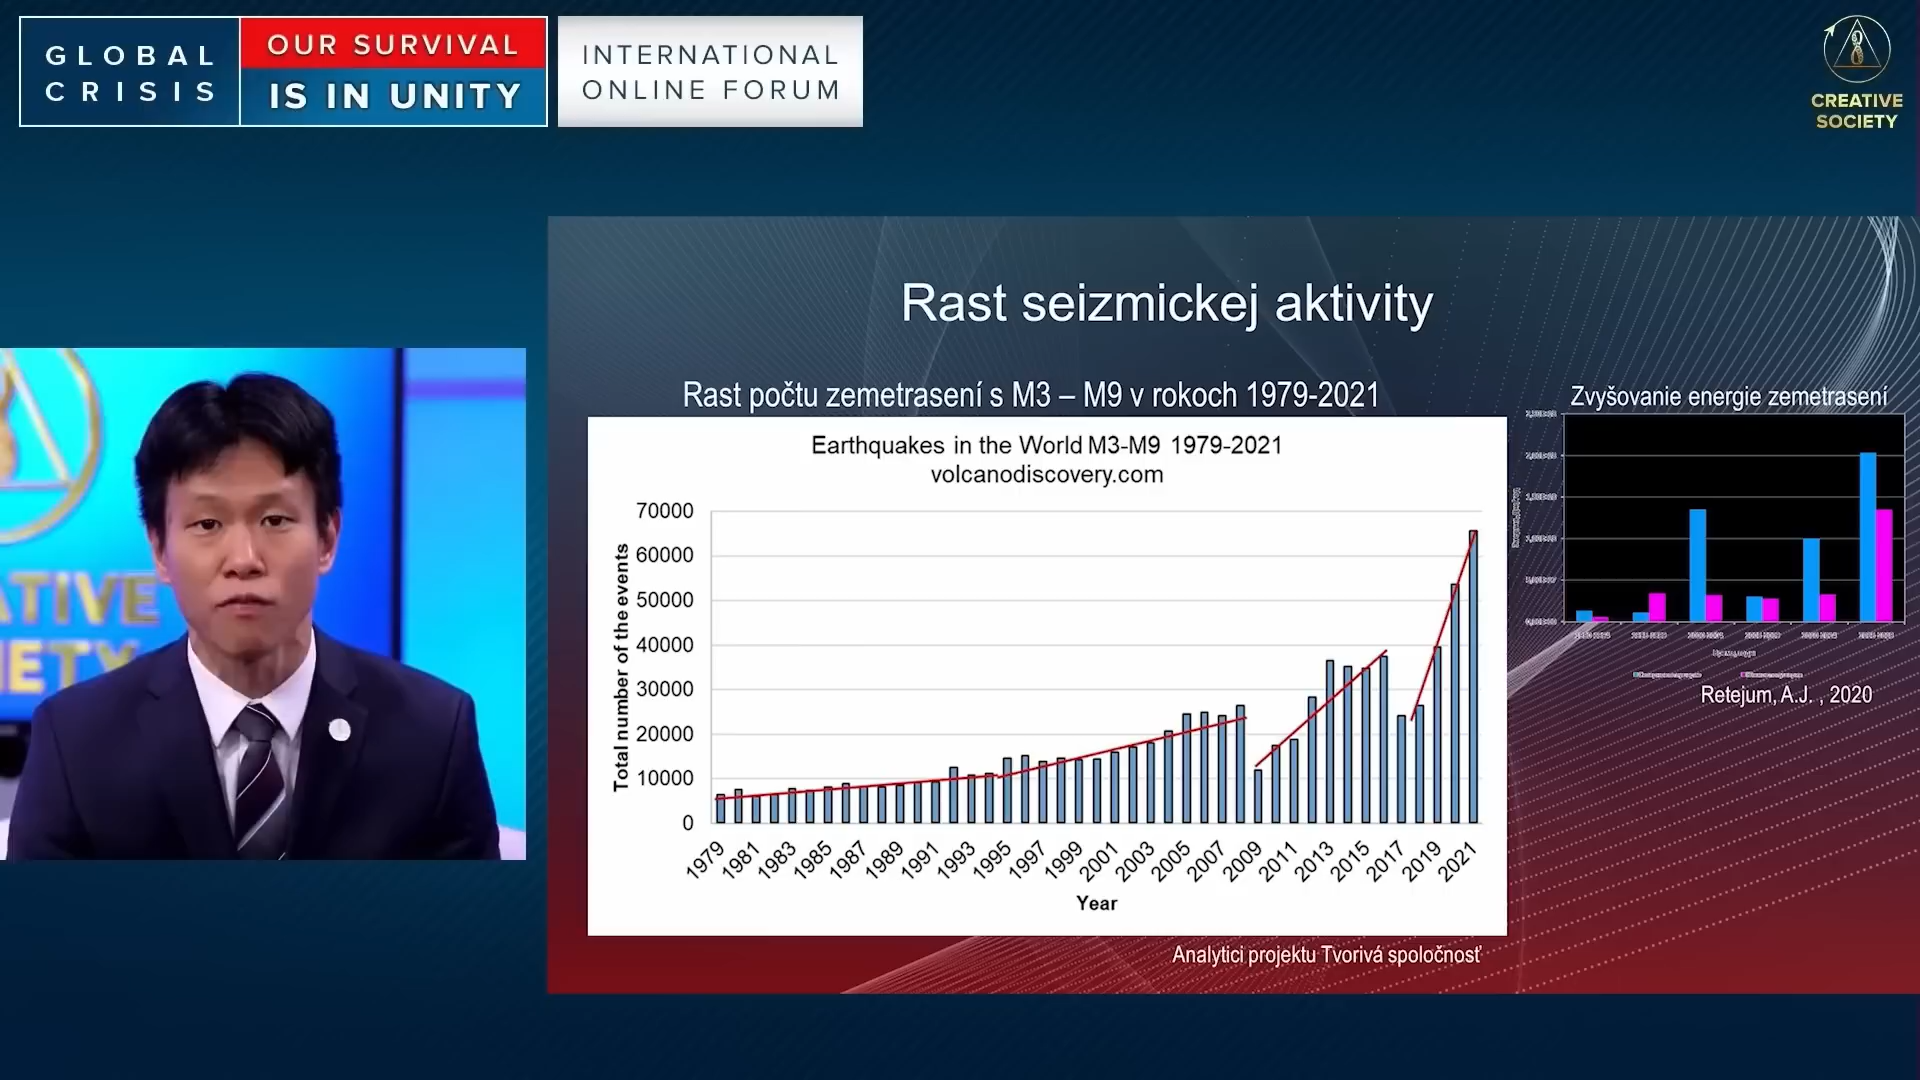 GLOBAL
CRISIS
OUR SURVIVAL
IS IN UNITY
INTERNATIONAL
ONLINE FORUM
CREATIVE
SOCIETY
Rast seizmickej aktivity
Rast počtu zemetrasení s M3 – M9 v rokoch 1979-2021
Earthquakes in the World M3-M9 1979-2021
volcanodiscovery.com
Total number of the events
70000
60000
50000
40000
30000
20000
10000
0
1979
1981
1983
1985
1987
1989
1991
1993
1995
1997
1999
2001
2003
2005
2007
2009
2011
2013
2015
2017
2019
2021
Year
Analytici projektu Tvorivá spoločnosť
Zvyšovanie energie zemetrasení
Retejum, A.J. , 2020
ATIVE
IETY